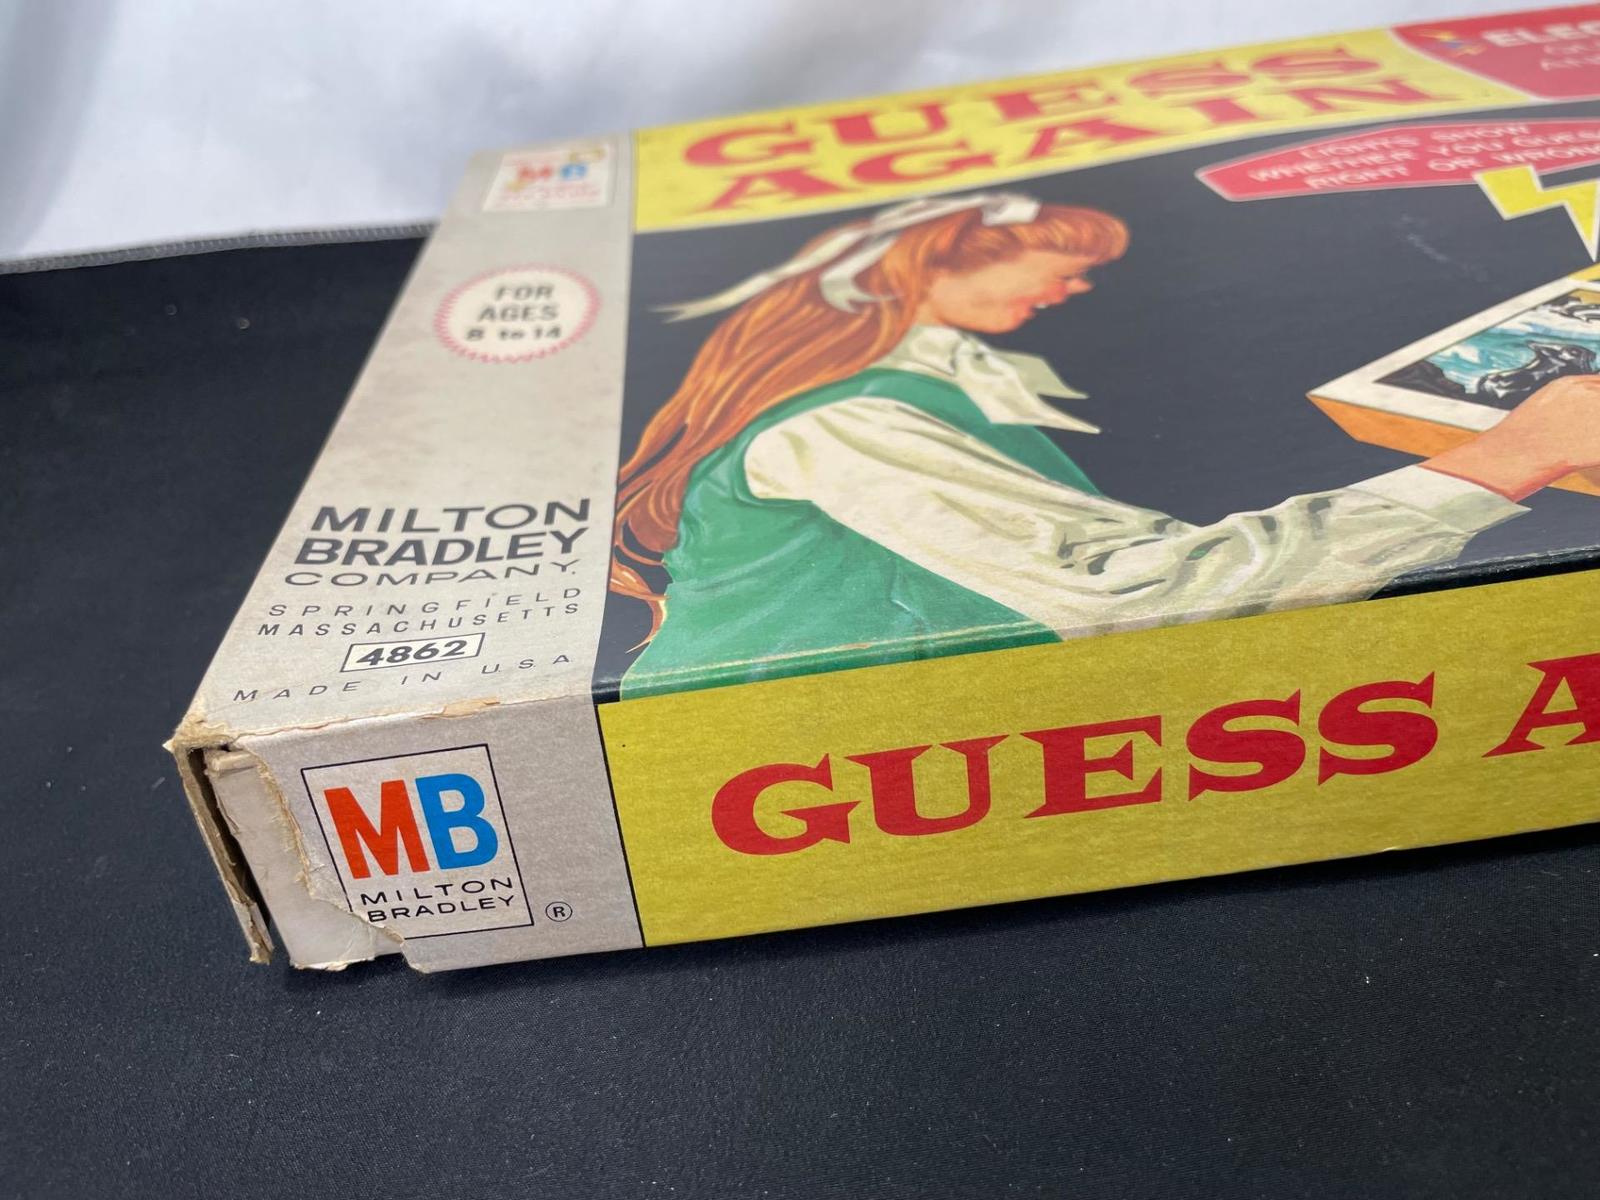 MB
FOR
AGES
8 to 14
MILTON
BRADLEY
COMPANY
SPRINGFIELD
MASSACHUSETTS
4862
MADE IN U.S.A
GUESS
AGAIN
ELEC
LIGHTS SHOW
WHETHER YOU GUESS
RIGHT OR WRONG
MB
MILTON
BRADLEY
®
GUESS A